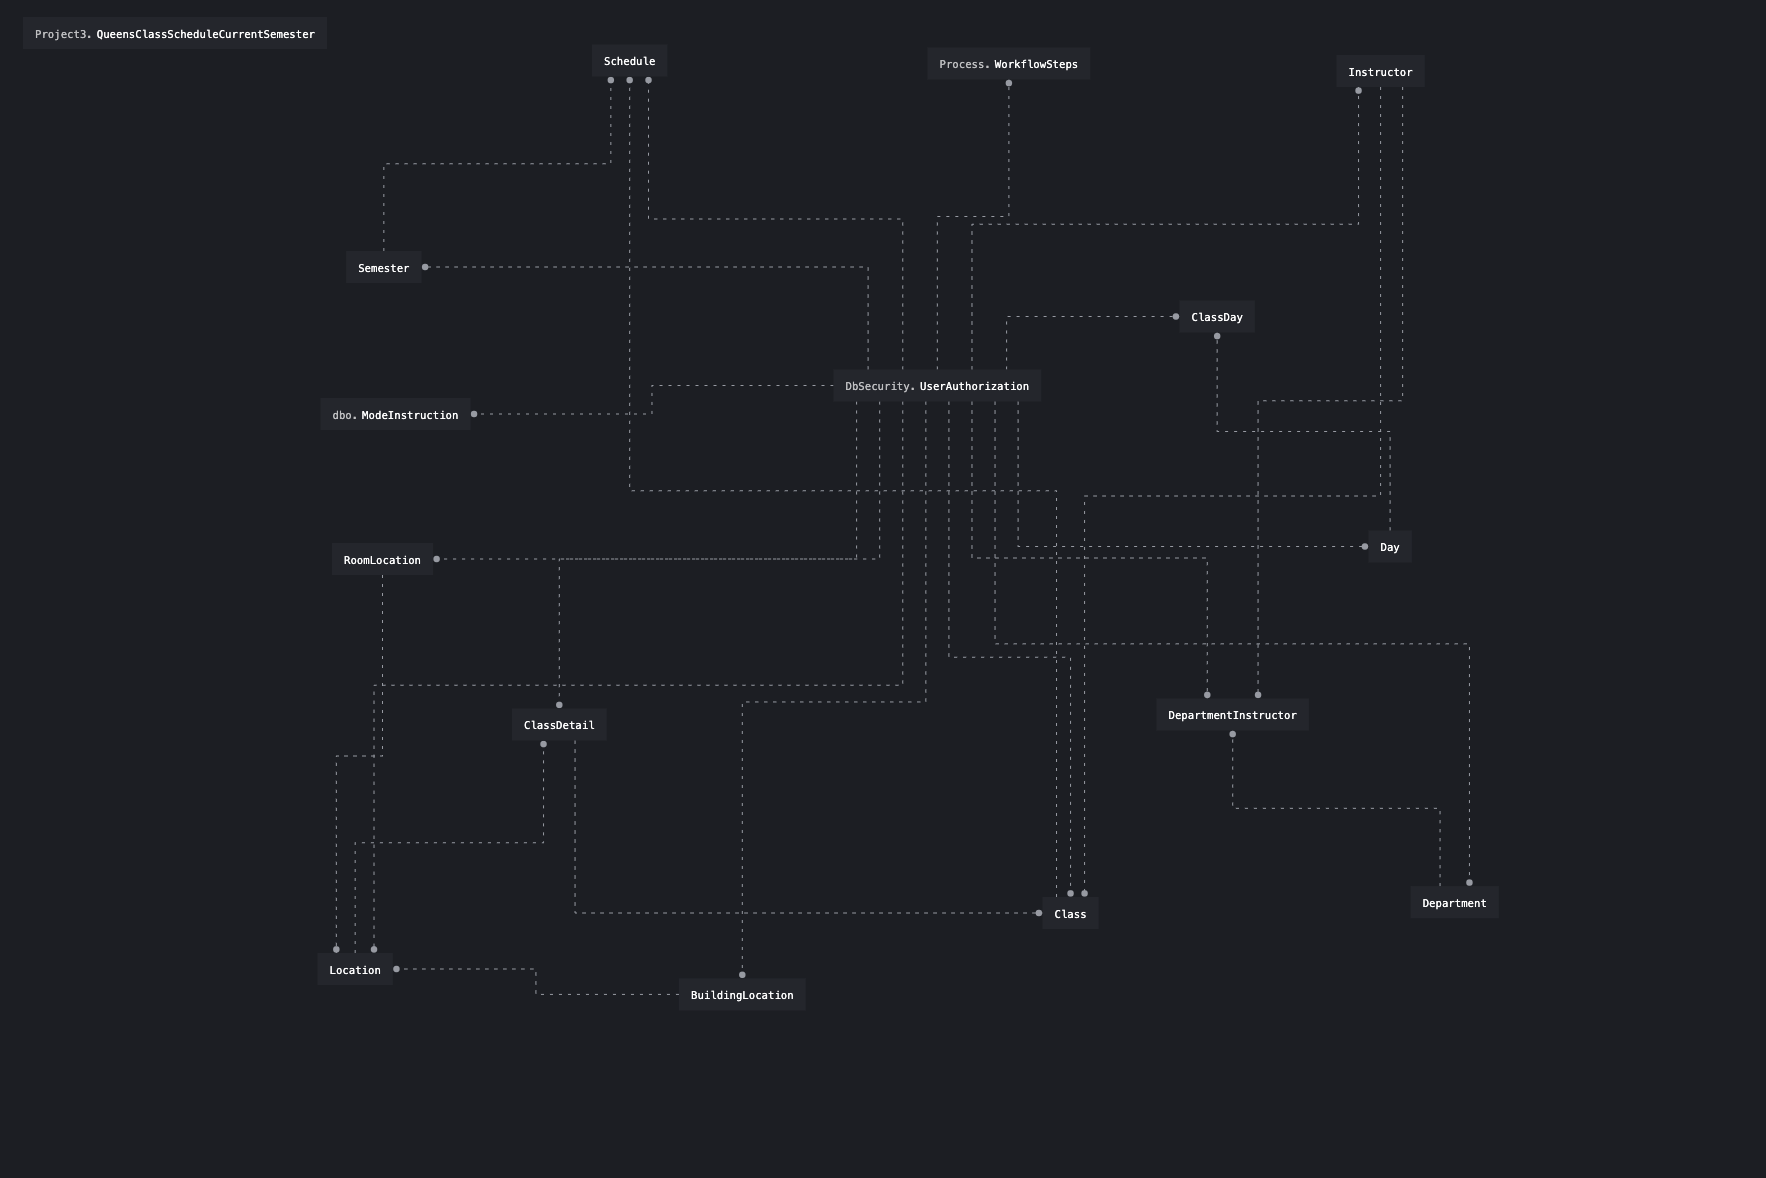 Project3. QueensClassScheduleCurrentSemester
Schedule
Process. WorkflowSteps
Instructor
Semester
ClassDay
DbSecurity. UserAuthorization
dbo. ModeInstruction
RoomLocation
Day
ClassDetail
DepartmentInstructor
Class
Department
Location
BuildingLocation